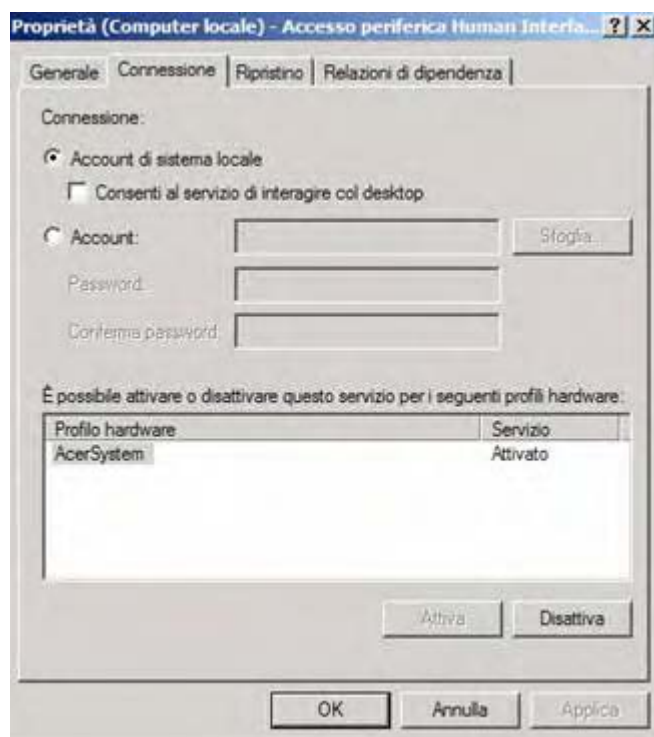 Proprietà (Computer locale) - Accesso periferica Human Interfa...
Generale Connessione Ripristino Relazioni di dipendenza
Connessione:
Account di sistema locale
Consenti al servizio di interagire col desktop
Account:
Sfoglia...
Password:
Conferma password:
È possibile attivare o disattivare questo servizio per i seguenti profili hardware:
Profilo hardware Servizio
AcerSystem Attivato
Attiva Disattiva
OK Annulla Applica